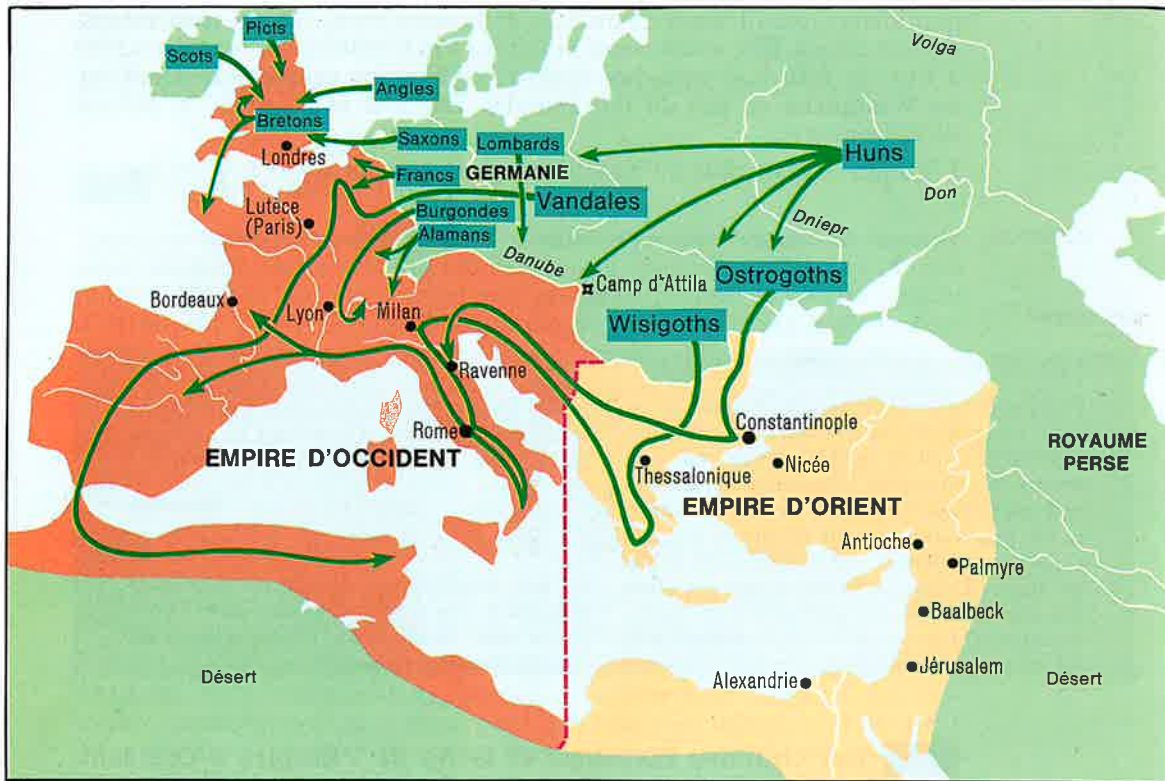 Picts
Scots
Volga
Angles
Bretons
Saxons
Lombards
Huns
Londres
Francs
GERMANIE
Don
Vandales
Lutèce
(Paris)
Burgondes
Dniepr
Alamans
Danube
Ostrogoths
Camp d'Attila
Bordeaux
Lyon
Milan
Wisigoths
Ravenne
Constantinople
Rome
ROYAUME
PERSE
EMPIRE D'OCCIDENT
Thessalonique
Nicée
EMPIRE D'ORIENT
Antioche
Palmyre
Baalbeck
Jérusalem
Désert
Alexandrie
Désert